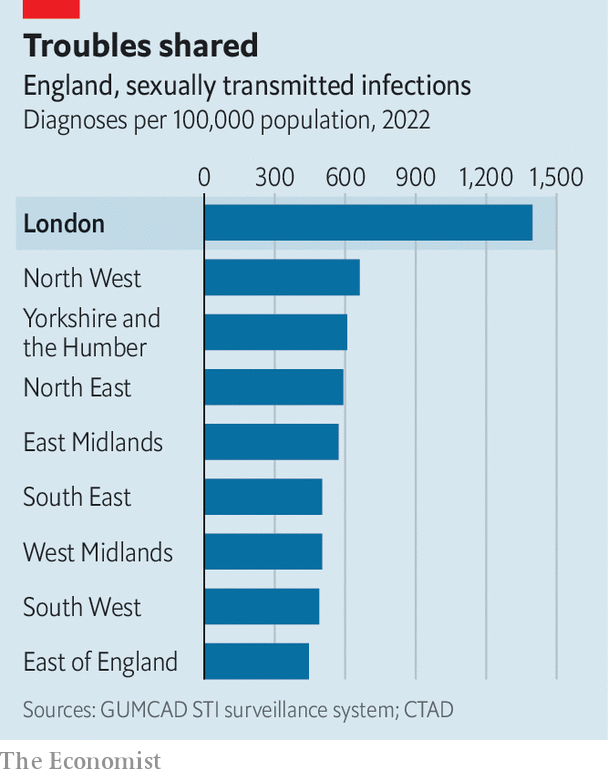 Troubles shared
England, sexually transmitted infections
Diagnoses per 100,000 population, 2022
0 300 600 900 1,200 1,500
London
North West
Yorkshire and
the Humber
North East
East Midlands
South East
West Midlands
South West
East of England
Sources: GUMCAD STI surveillance system; CTAD
The Economist